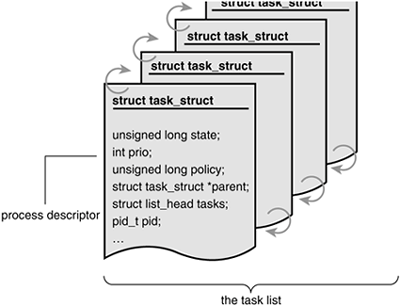 struct task_struct
struct task_struct
struct task_struct
struct task_struct
unsigned long state;
int prio;
unsigned long policy;
struct task_struct *parent;
struct list_head tasks;
pid_t pid;
...
process descriptor
the task list